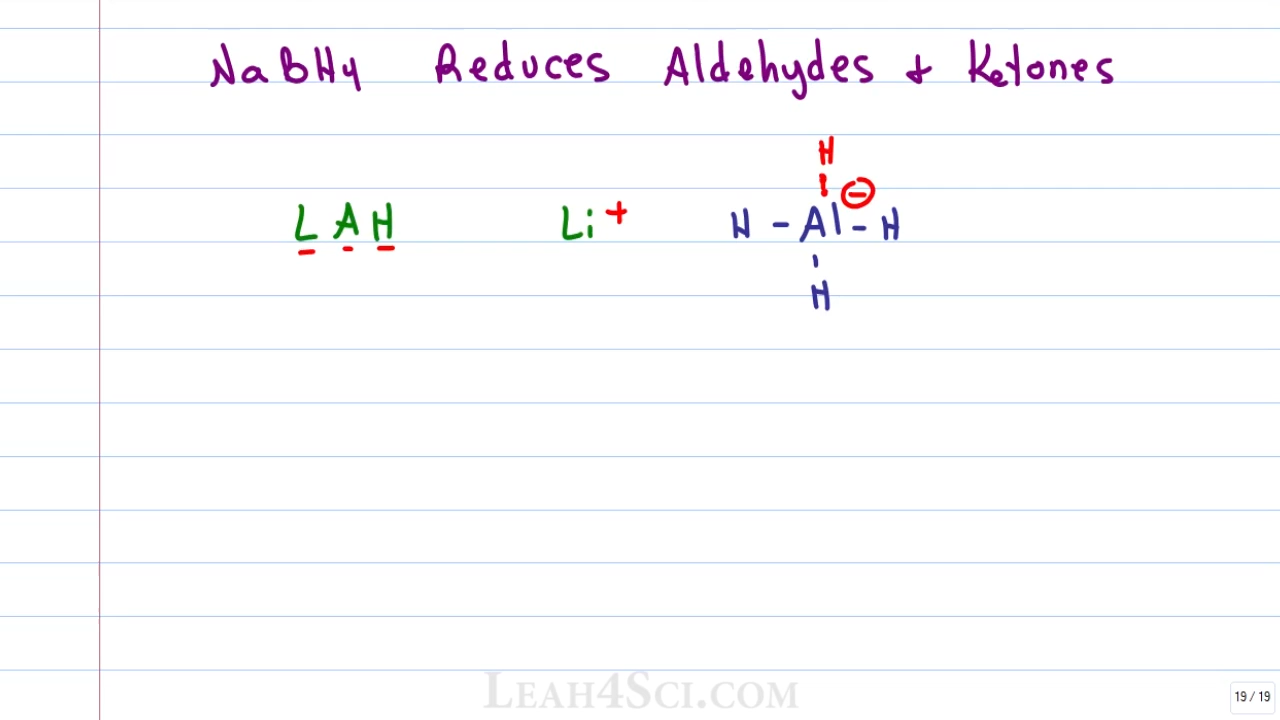 NaBH4 Reduces Aldehydes + Ketones
H
LAH Li+ H - Al - H ⊖
H
LEAH4SCI.COM
19 / 19